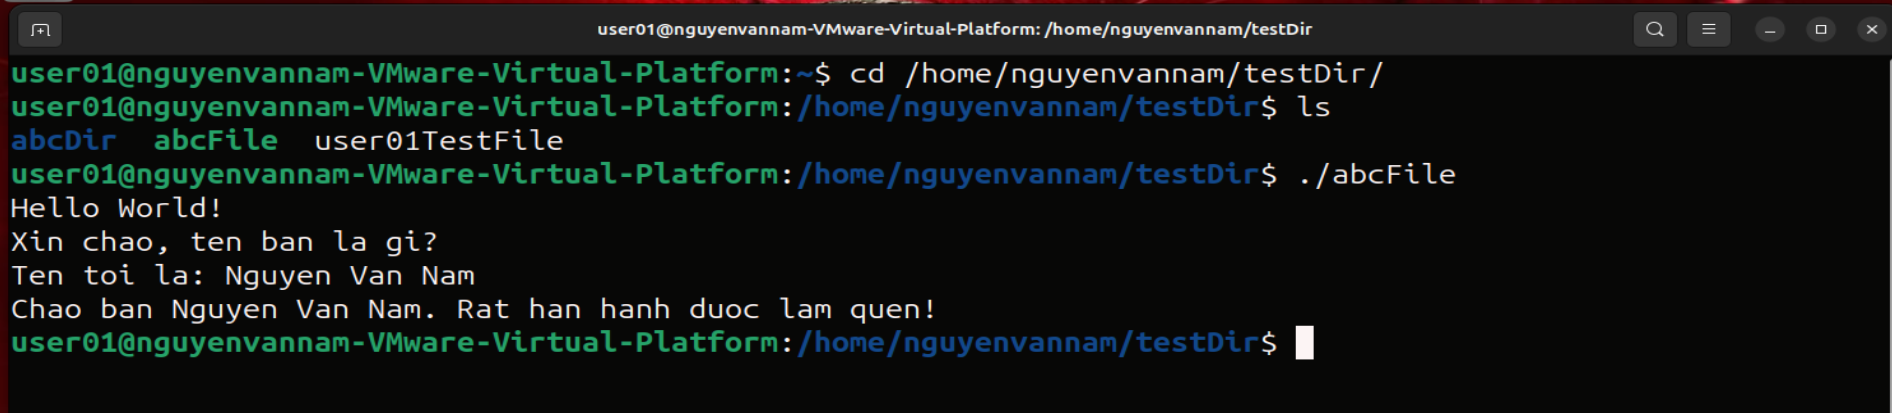 user01@nguyenvannam-VMware-Virtual-Platform: /home/nguyenvannam/testDir
user01@nguyenvannam-VMware-Virtual-Platform:~$ cd /home/nguyenvannam/testDir/
user01@nguyenvannam-VMware-Virtual-Platform:/home/nguyenvannam/testDir$ ls
abcDir  abcFile  user01TestFile
user01@nguyenvannam-VMware-Virtual-Platform:/home/nguyenvannam/testDir$ ./abcFile
Hello World!
Xin chao, ten ban la gi?
Ten toi la: Nguyen Van Nam
Chao ban Nguyen Van Nam. Rat han hanh duoc lam quen!
user01@nguyenvannam-VMware-Virtual-Platform:/home/nguyenvannam/testDir$